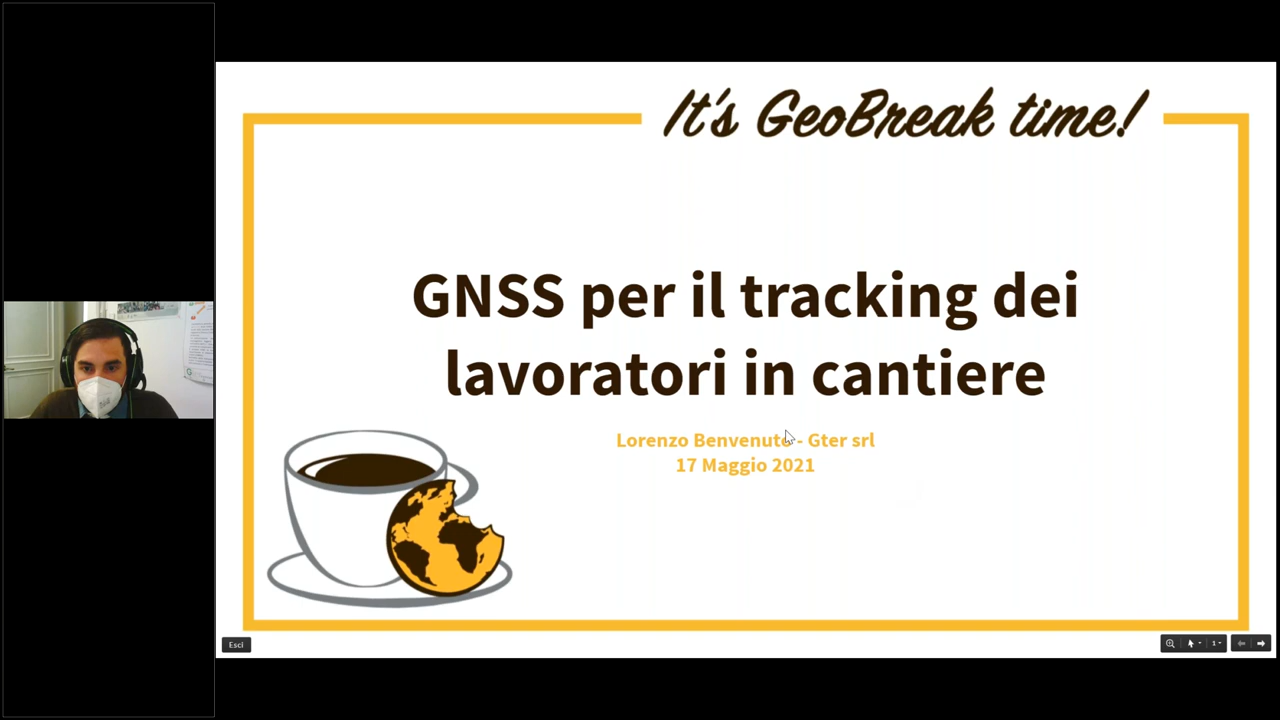 It's GeoBreak time!
GNSS per il tracking dei
lavoratori in cantiere
Lorenzo Benvenuto - Gter srl
17 Maggio 2021
Esci
1